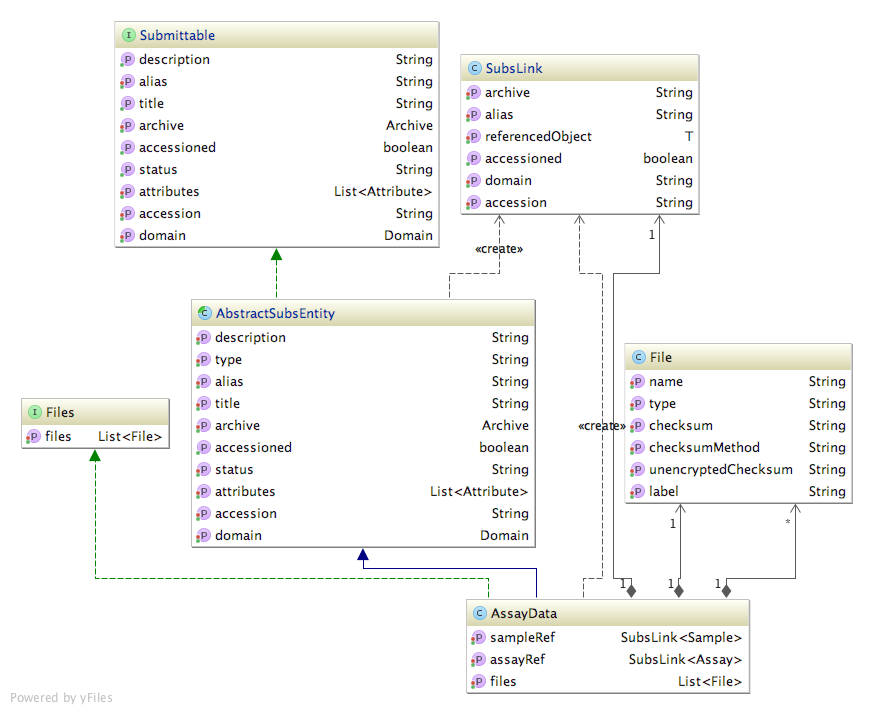 I Submittable
P description String
P alias String
P title String
P archive Archive
P accessioned boolean
P status String
P attributes List<Attribute>
P accession String
P domain Domain
C SubsLink
P archive String
P alias String
P referencedObject T
P accessioned boolean
P domain String
P accession String
«create»
1
C AbstractSubsEntity
P description String
P type String
P alias String
P title String
P archive Archive
P accessioned boolean
P status String
P attributes List<Attribute>
P accession String
P domain Domain
I Files
P files List<File>
«create»
C File
P name String
P type String
P checksum String
P checksumMethod String
P unencryptedChecksum String
P label String
1
*
1
1
1
C AssayData
P sampleRef SubsLink<Sample>
P assayRef SubsLink<Assay>
P files List<File>
Powered by yFiles